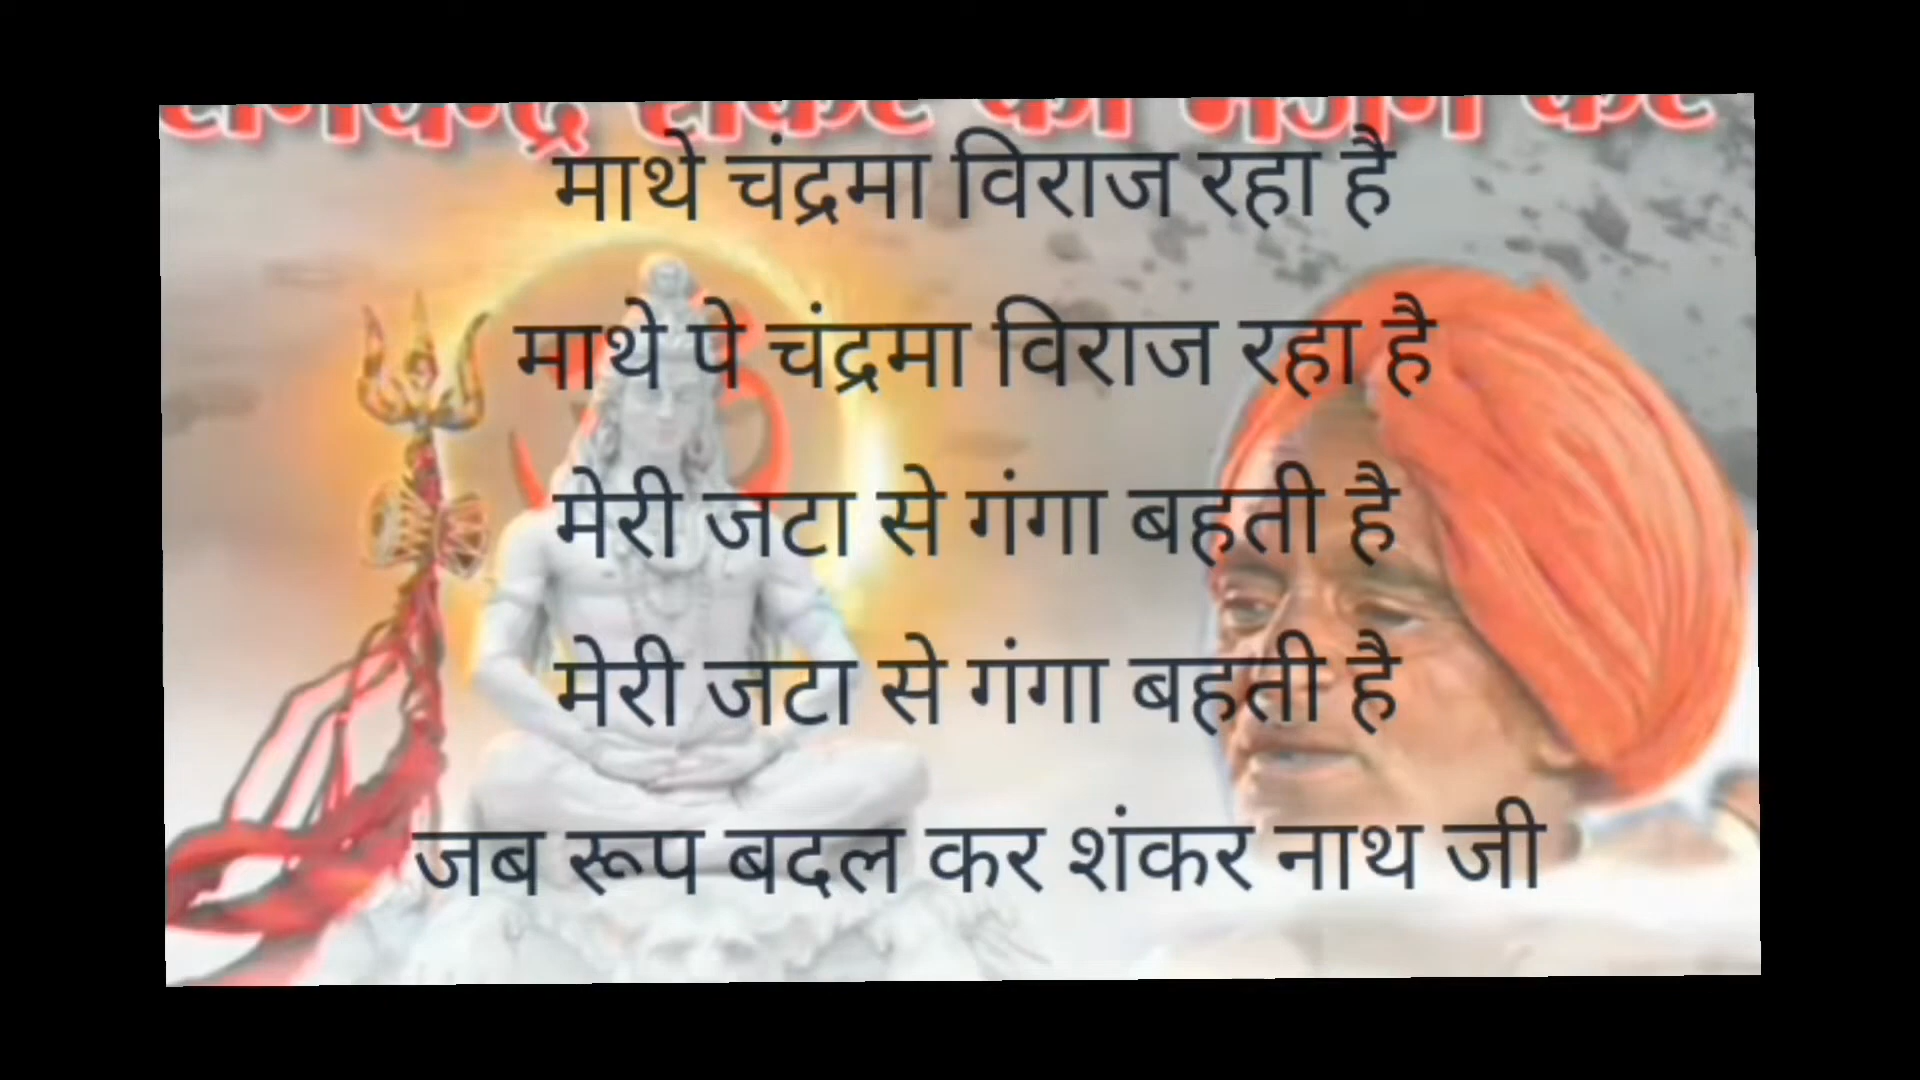 माथे चंद्रमा विराज रहा है
माथे पे चंद्रमा विराज रहा है
मेरी जटा से गंगा बहती है
मेरी जटा से गंगा बहती है
जब रूप बदल कर शंकर नाथ जी